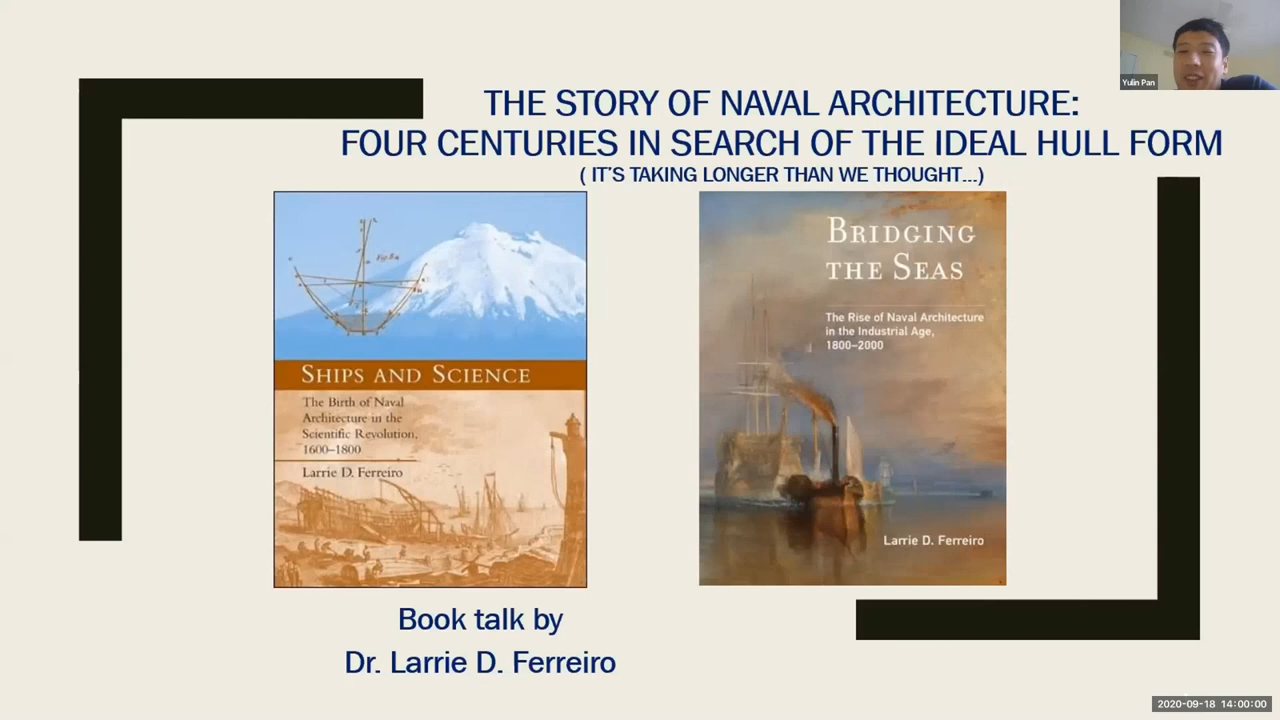 Yulin Pan
THE STORY OF NAVAL ARCHITECTURE:
FOUR CENTURIES IN SEARCH OF THE IDEAL HULL FORM
( IT'S TAKING LONGER THAN WE THOUGHT...)
SHIPS AND SCIENCE
The Birth of Naval
Architecture in the
Scientific Revolution,
1600–1800
Larrie D. Ferreiro
BRIDGING
THE SEAS
The Rise of Naval Architecture
in the Industrial Age,
1800–2000
Larrie D. Ferreiro
Book talk by
Dr. Larrie D. Ferreiro
2020-09-18 14:00:00